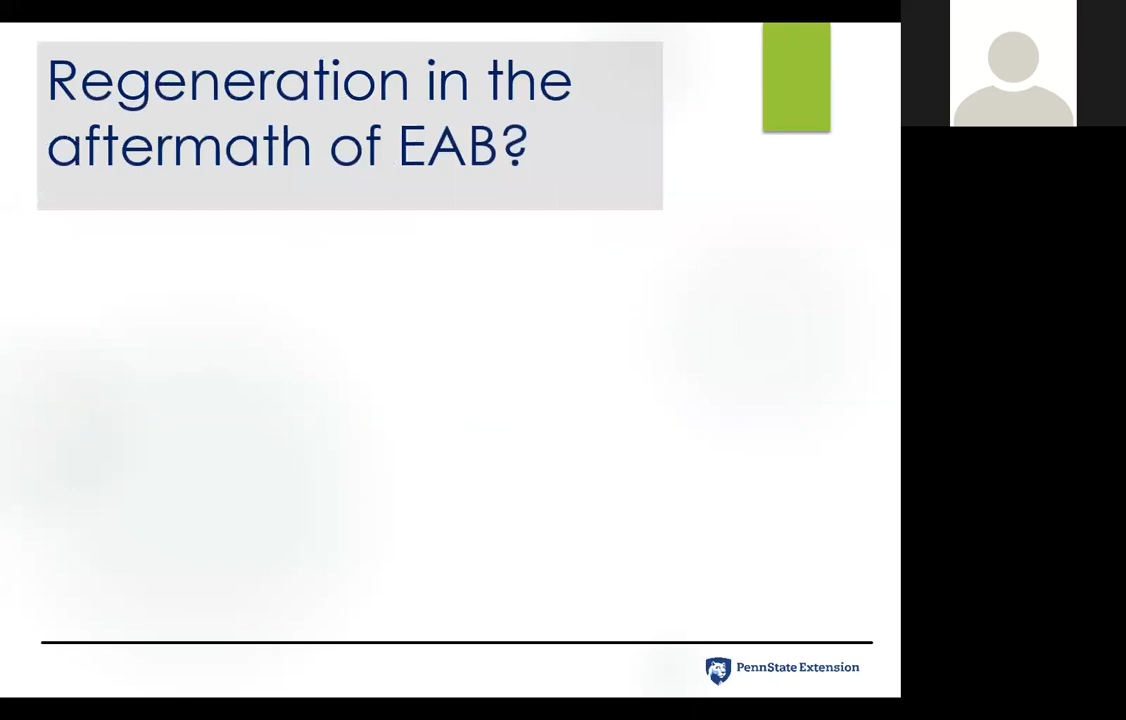 Regeneration in the
aftermath of EAB?
PennState Extension